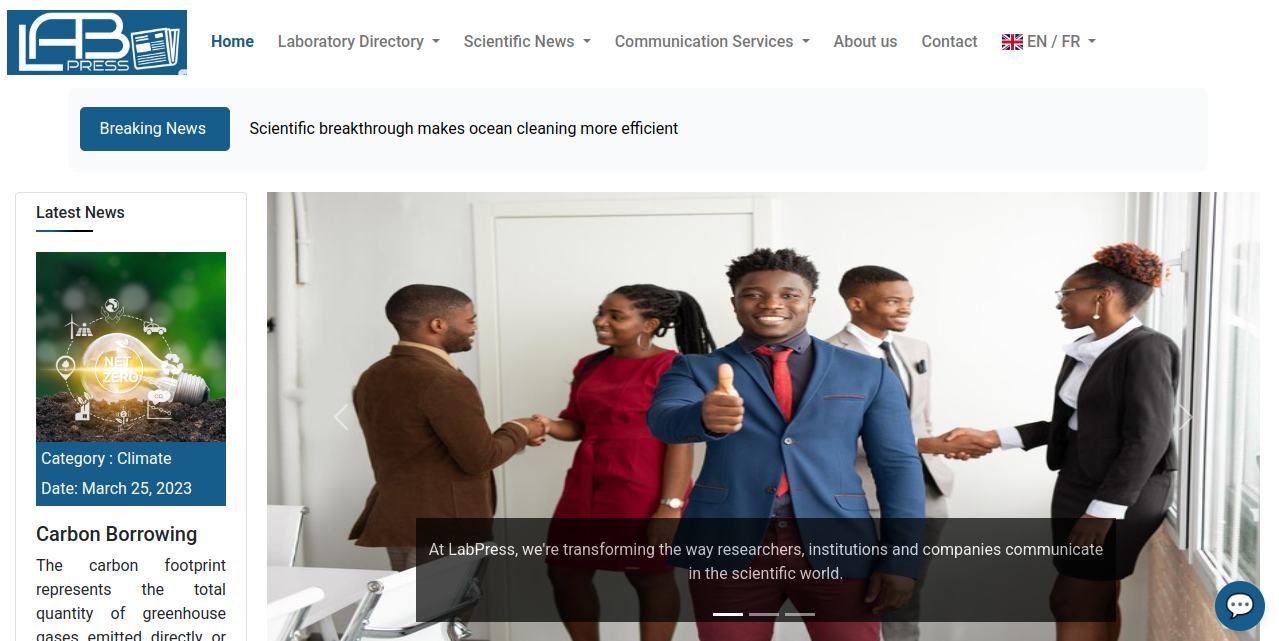 LAB
PRESS
Home
Laboratory Directory
Scientific News
Communication Services
About us
Contact
EN / FR
Breaking News
Scientific breakthrough makes ocean cleaning more efficient
Latest News
NET
ZERO
CO₂
Category : Climate
Date: March 25, 2023
Carbon Borrowing
The carbon footprint
represents the total
quantity of greenhouse
gases emitted directly or
At LabPress, we're transforming the way researchers, institutions and companies communicate
in the scientific world.